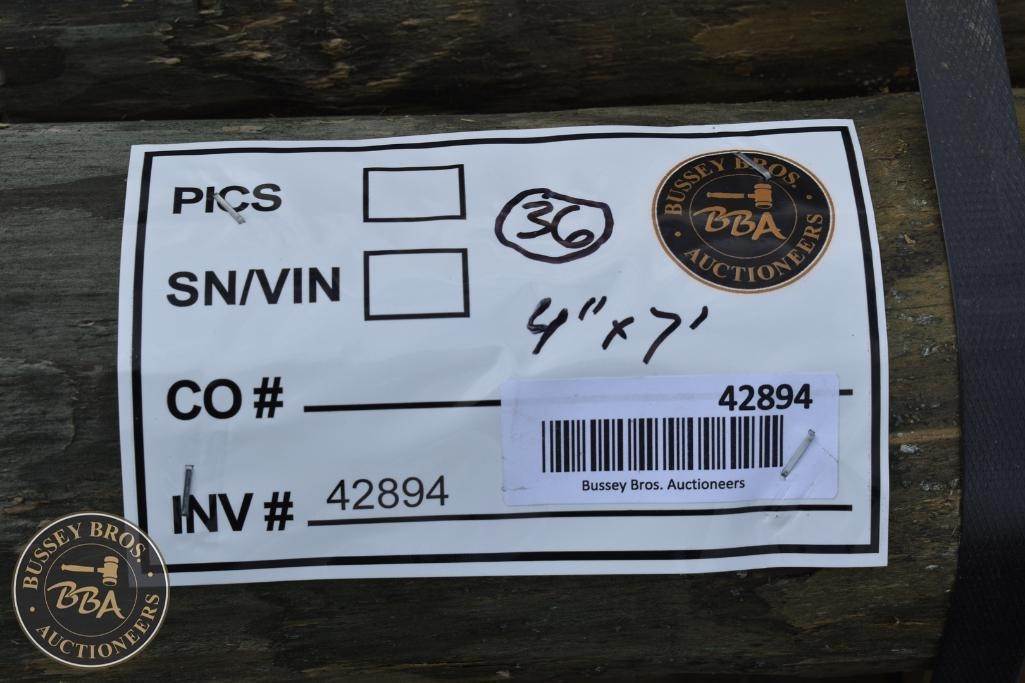 PICS
36
BUSSEY BROS.
BBA
AUCTIONEERS
SN/VIN
4" x 7'
CO #
42894
Bussey Bros. Auctioneers
INV # 42894
BUSSEY BROS.
BBA
AUCTIONEERS